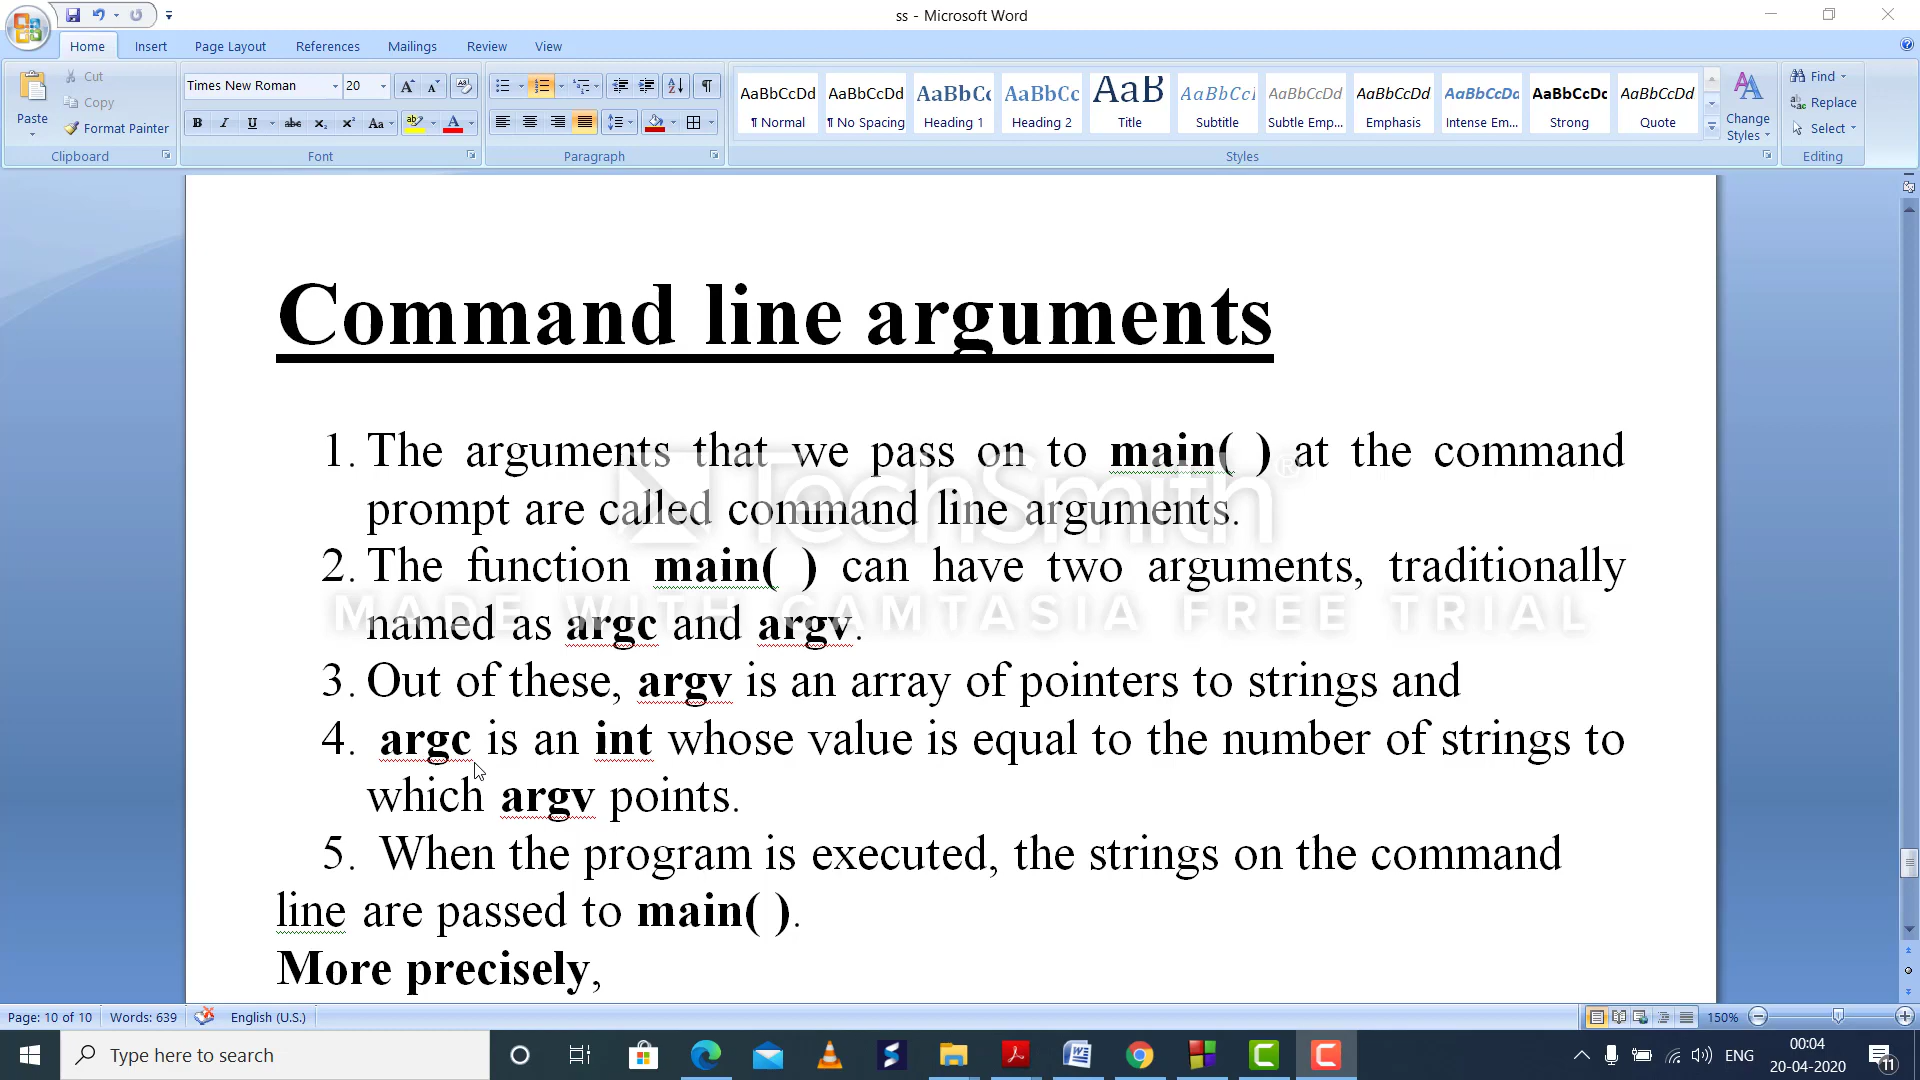 ss - Microsoft Word
Home Insert Page Layout References Mailings Review View
Paste
Cut
Copy
Format Painter
Clipboard
Times New Roman 20
Font
Paragraph
AaBbCcDd AaBbCcDd AaBbCc AaBbCc AaB AaBbCcI AaBbCcDd AaBbCcDd AaBbCcDc AaBbCcDc AaBbCcDd
¶ Normal ¶ No Spacing Heading 1 Heading 2 Title Subtitle Subtle Emp... Emphasis Intense Em... Strong Quote
Change
Styles
Styles
Find
Replace
Select
Editing
Command line arguments
1. The arguments that we pass on to main( ) at the command
prompt are called command line arguments.
2. The function main( ) can have two arguments, traditionally
named as argc and argv.
3. Out of these, argv is an array of pointers to strings and
4. argc is an int whose value is equal to the number of strings to
which argv points.
5. When the program is executed, the strings on the command
line are passed to main( ).
More precisely,
TechSmith®
MADE WITH CAMTASIA FREE TRIAL
Page: 10 of 10 Words: 639 English (U.S.) 150%
Type here to search
ENG
00:04
20-04-2020
11